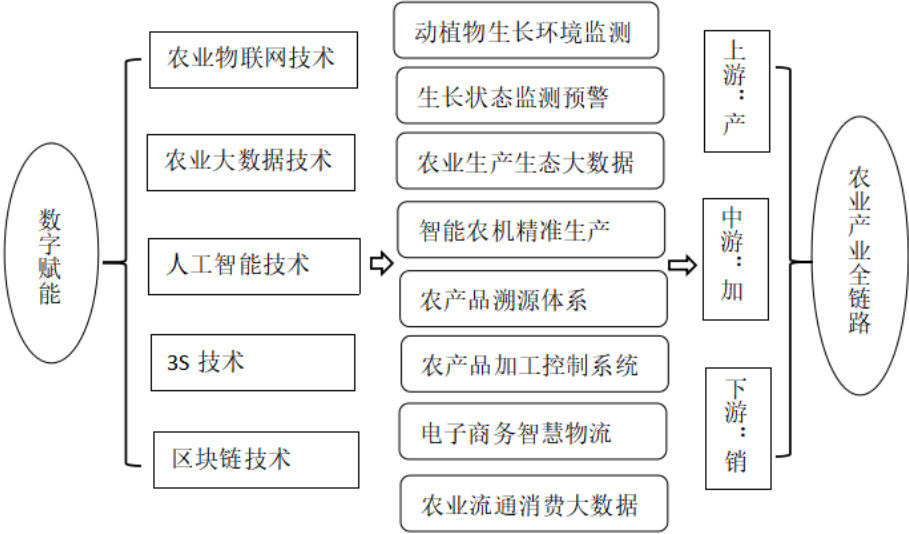 数字赋能
农业物联网技术
农业大数据技术
人工智能技术
3S 技术
区块链技术
动植物生长环境监测
生长状态监测预警
农业生产生态大数据
智能农机精准生产
农产品溯源体系
农产品加工控制系统
电子商务智慧物流
农业流通消费大数据
上游：产
中游：加
下游：销
农业产业全链路